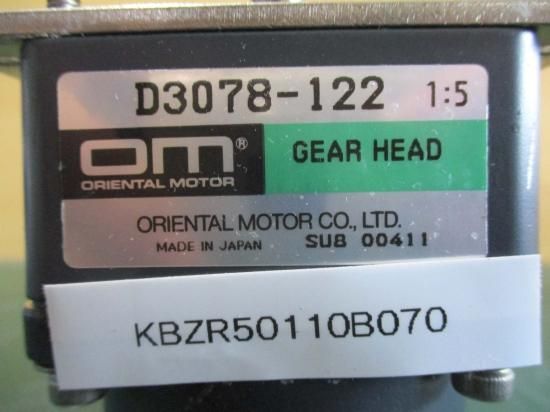 D3078-122 1:5
OM®
ORIENTAL MOTOR
GEAR HEAD
ORIENTAL MOTOR CO., LTD.
MADE IN JAPAN SU8 00411
KBZR50110B070